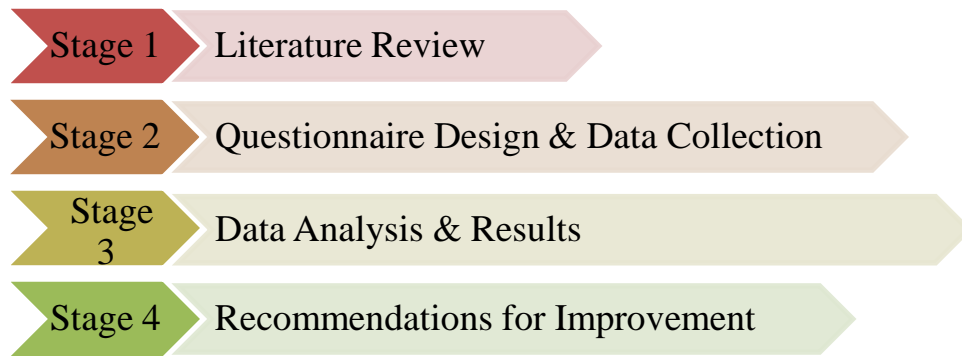 Stage 1 Literature Review
Stage 2 Questionnaire Design & Data Collection
Stage
3 Data Analysis & Results
Stage 4 Recommendations for Improvement